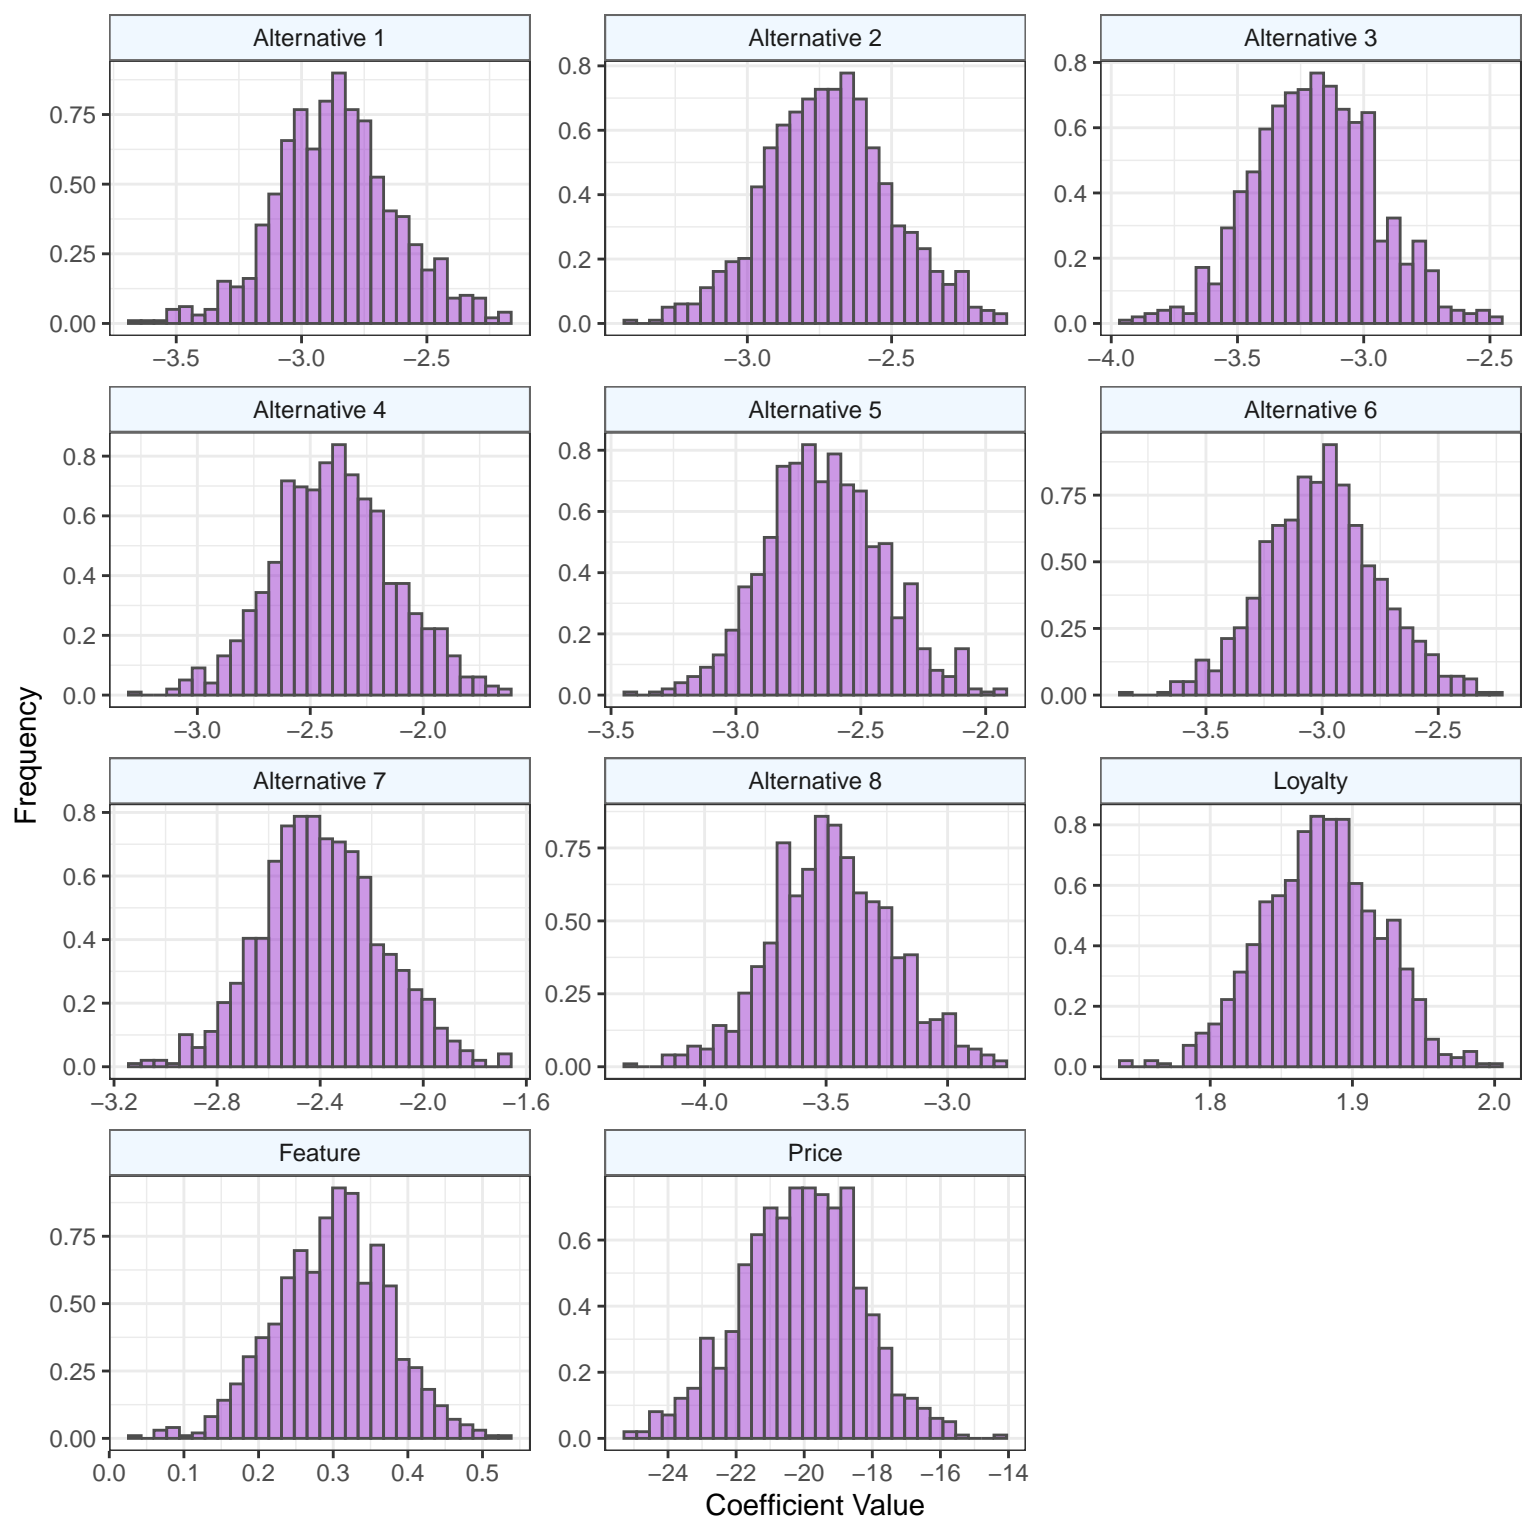 Alternative 1
Alternative 2
Alternative 3
0.75
0.50
0.25
0.00
−3.5 −3.0 −2.5
0.8
0.6
0.4
0.2
0.0
−3.0 −2.5
0.8
0.6
0.4
0.2
0.0
−4.0 −3.5 −3.0 −2.5
Alternative 4
Alternative 5
Alternative 6
0.8
0.6
0.4
0.2
0.0
−3.0 −2.5 −2.0
0.8
0.6
0.4
0.2
0.0
−3.5 −3.0 −2.5 −2.0
0.75
0.50
0.25
0.00
−3.5 −3.0 −2.5
Frequency
Alternative 7
Alternative 8
Loyalty
0.8
0.6
0.4
0.2
0.0
−3.2 −2.8 −2.4 −2.0 −1.6
0.75
0.50
0.25
0.00
−4.0 −3.5 −3.0
0.8
0.6
0.4
0.2
0.0
1.8 1.9 2.0
Feature
Price
0.75
0.50
0.25
0.00
0.0 0.1 0.2 0.3 0.4 0.5
0.6
0.4
0.2
0.0
−24 −22 −20 −18 −16 −14
Coefficient Value